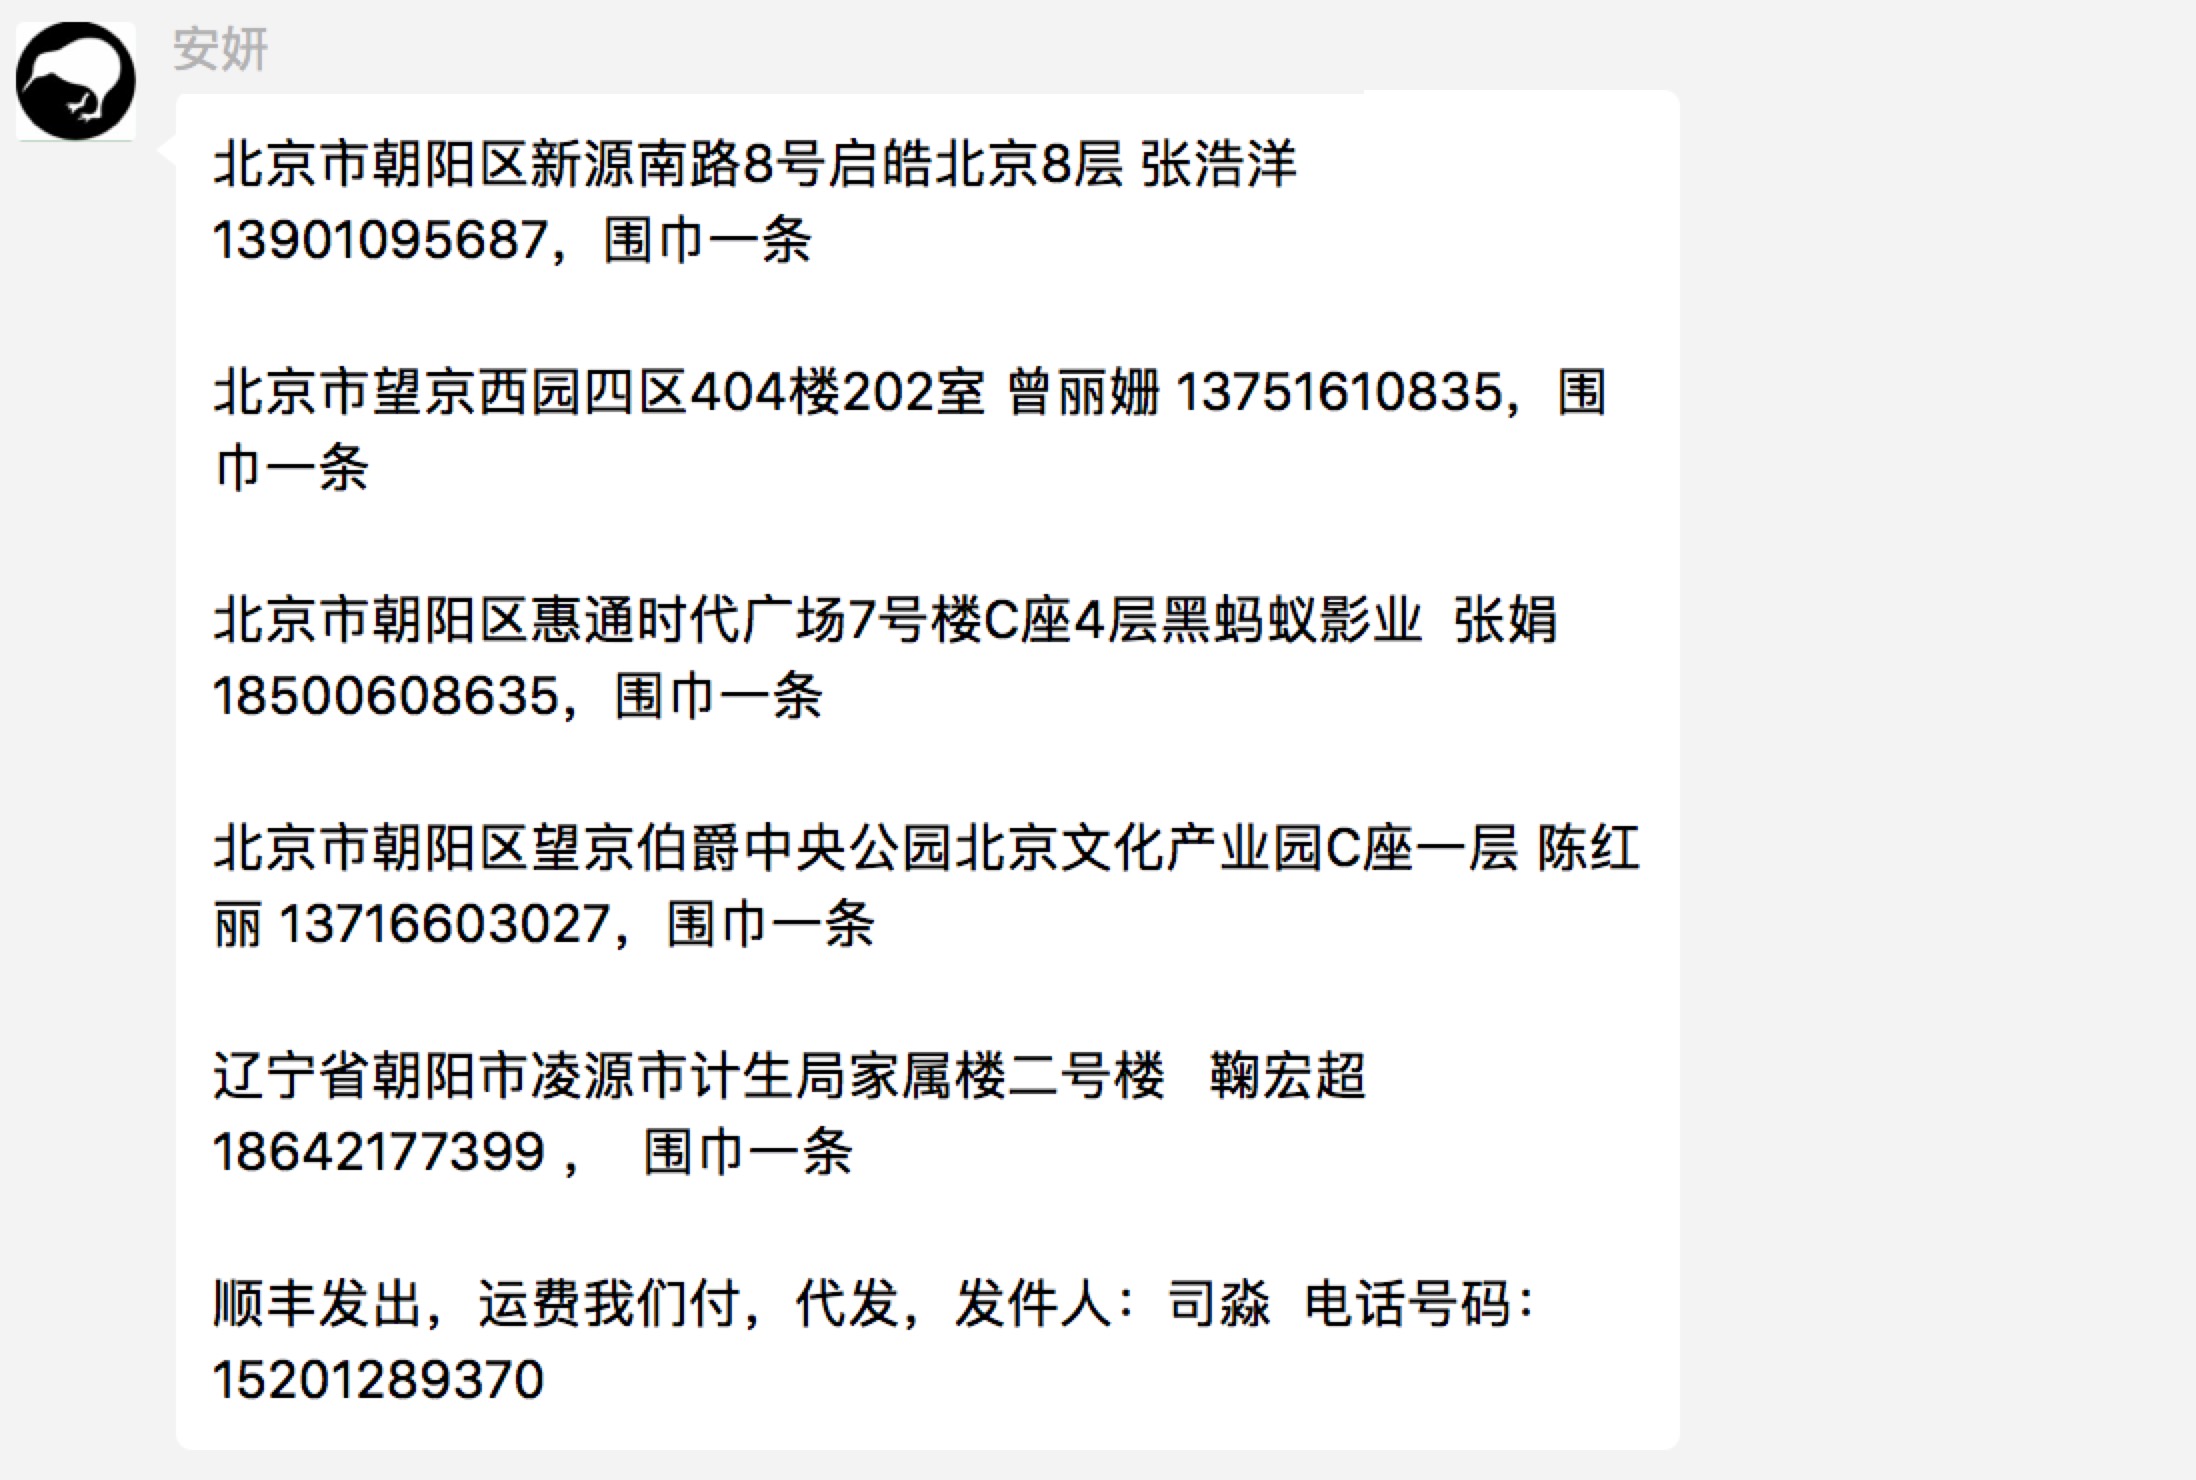 安妍
北京市朝阳区新源南路8号启皓北京8层 张浩洋
13901095687，围巾一条
北京市望京西园四区404楼202室 曾丽姗 13751610835，围
巾一条
北京市朝阳区惠通时代广场7号楼C座4层黑蚂蚁影业  张娟
18500608635，围巾一条
北京市朝阳区望京伯爵中央公园北京文化产业园C座一层 陈红
丽 13716603027，围巾一条
辽宁省朝阳市凌源市计生局家属楼二号楼   鞠宏超
18642177399 ，  围巾一条
顺丰发出，运费我们付，代发，发件人：司淼  电话号码：
15201289370